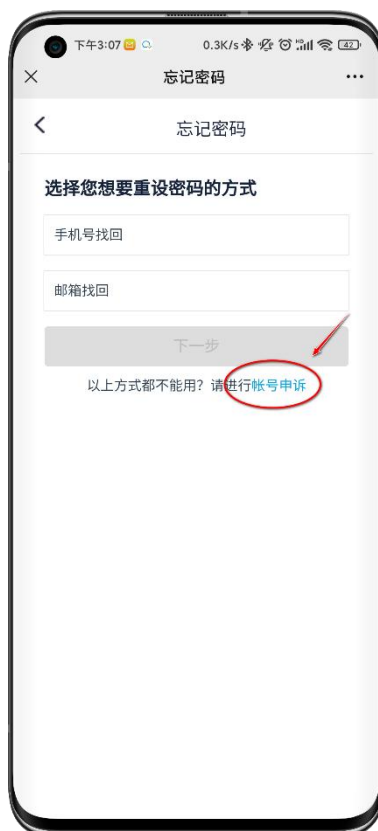 下午3:07 0.3K/s 42
忘记密码
忘记密码
选择您想要重设密码的方式
手机号找回
邮箱找回
下一步
以上方式都不能用？请进行帐号申诉